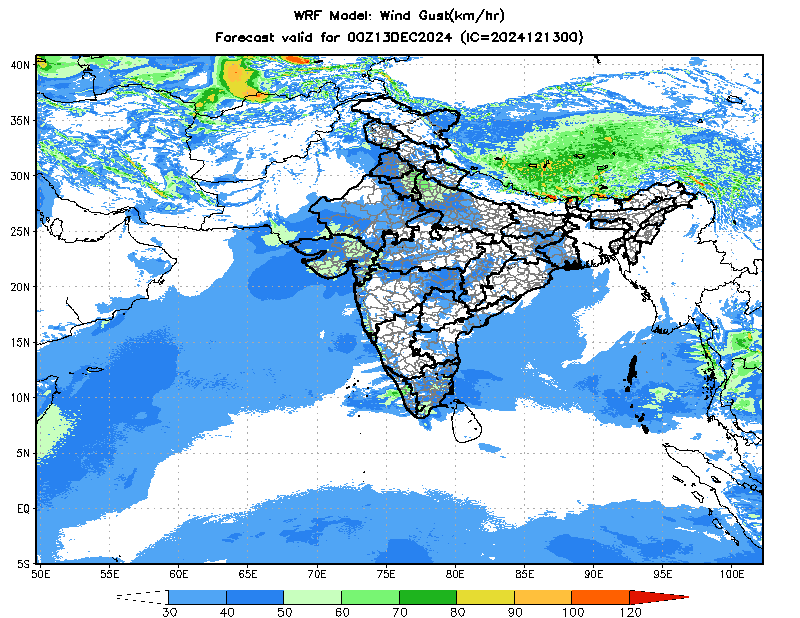 WRF Model: Wind Gust(km/hr)
Forecast valid for 00Z13DEC2024 (IC=2024121300)
40N
35N
30N
25N
20N
15N
10N
5N
EQ
5S
50E 55E 60E 65E 70E 75E 80E 85E 90E 95E 100E
30 40 50 60 70 80 90 100 120